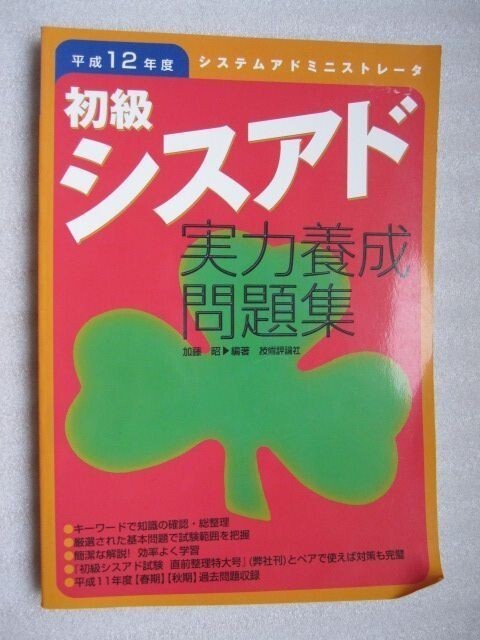 平成12年度
システムアドミニストレータ
初級
シスアド
実力養成
問題集
加藤 昭▶編著 技術評論社
●キーワードで知識の確認・総整理
●厳選された基本問題で試験範囲を把握
●簡潔な解説! 効率よく学習
●「初級シスアド試験 直前整理特大号」(弊社刊)とペアで使えば対策も完璧
●平成11年度【春期】【秋期】過去問題収録